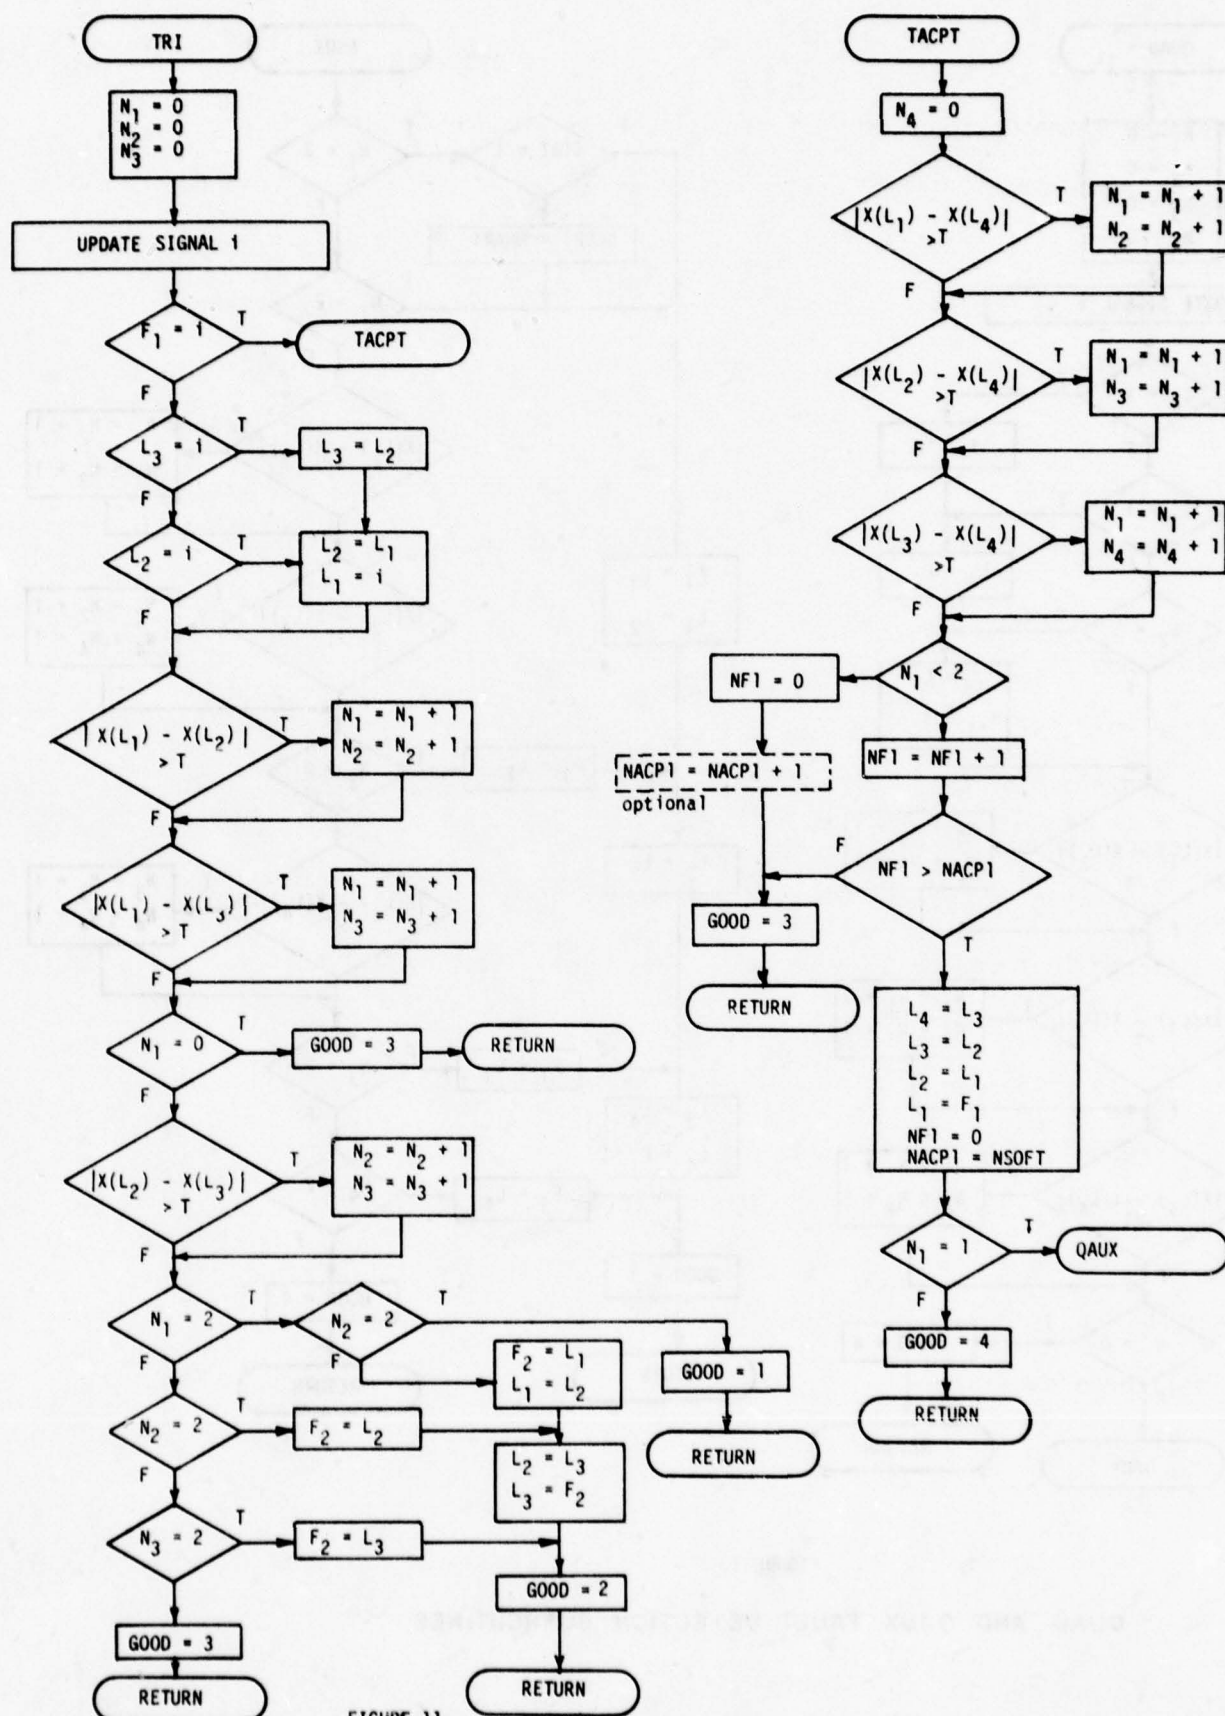 TRI
N₁ = 0
N₂ = 0
N₃ = 0
UPDATE SIGNAL i
F₁ = i
T
TACPT
F
L₃ = i
T
L₃ = L₂
F
L₂ = i
T
L₂ = L₁
L₁ = i
F
|X(L₁) - X(L₂)|
> T
T
N₁ = N₁ + 1
N₂ = N₂ + 1
F
|X(L₁) - X(L₃)|
> T
T
N₁ = N₁ + 1
N₃ = N₃ + 1
F
N₁ = 0
T
GOOD = 3
RETURN
F
|X(L₂) - X(L₃)|
> T
T
N₂ = N₂ + 1
N₃ = N₃ + 1
F
N₁ = 2
T
N₂ = 2
T
GOOD = 1
RETURN
F
F₂ = L₁
L₁ = L₂
F
N₂ = 2
T
F₂ = L₂
L₂ = L₃
L₃ = F₂
F
N₃ = 2
T
F₂ = L₃
GOOD = 2
RETURN
GOOD = 3
RETURN
TACPT
N₄ = 0
|X(L₁) - X(L₄)|
>T
T
N₁ = N₁ + 1
N₂ = N₂ + 1
F
|X(L₂) - X(L₄)|
>T
T
N₁ = N₁ + 1
N₃ = N₃ + 1
F
|X(L₃) - X(L₄)|
>T
N₁ = N₁ + 1
N₄ = N₄ + 1
F
N₁ < 2
NF1 = 0
NACP1 = NACP1 + 1
optional
NF1 = NF1 + 1
NF1 > NACP1
F
GOOD = 3
RETURN
T
L₄ = L₃
L₃ = L₂
L₂ = L₁
L₁ = F₁
NF1 = 0
NACP1 = NSOFT
N₁ = 1
T
QAUX
F
GOOD = 4
RETURN
FIGURE 11